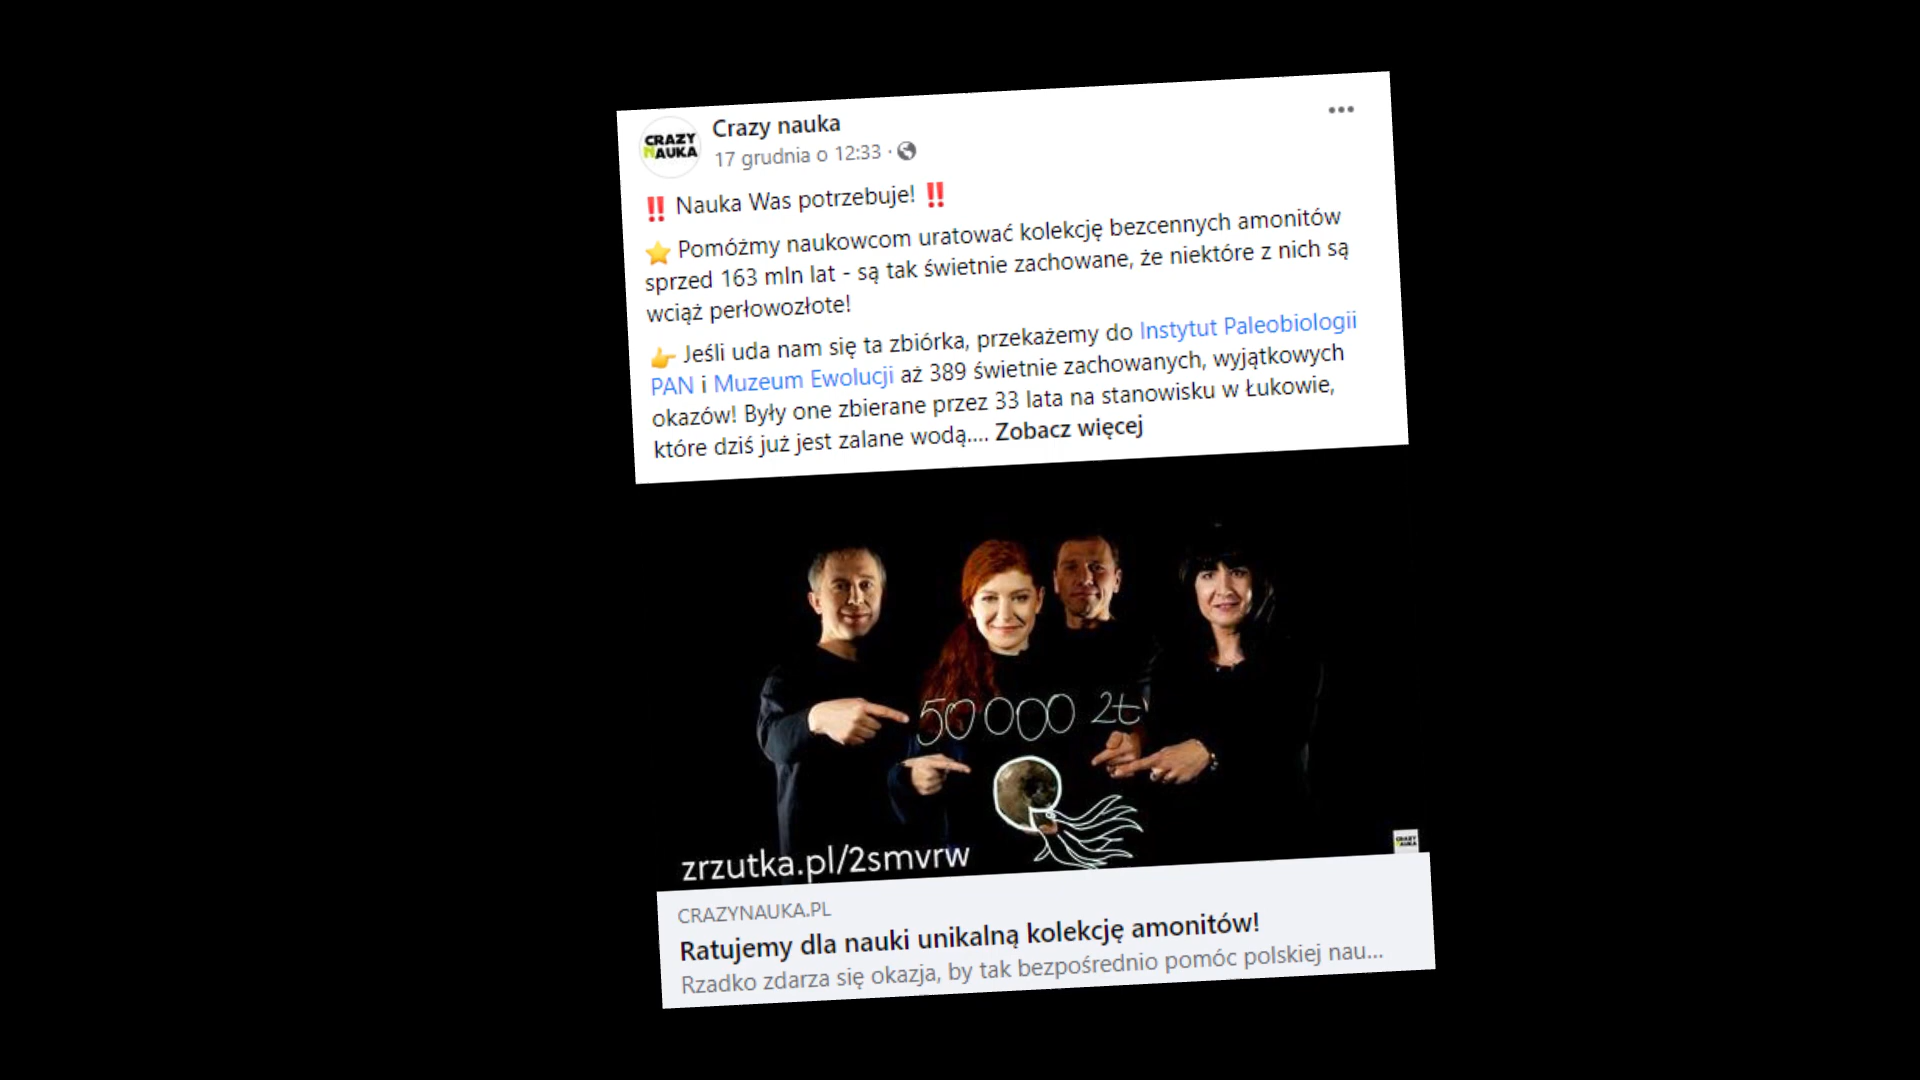 CRAZY
NAUKA
Crazy nauka
17 grudnia o 12:33 ·
‼ Nauka Was potrzebuje! ‼
⭐ Pomóżmy naukowcom uratować kolekcję bezcennych amonitów
sprzed 163 mln lat - są tak świetnie zachowane, że niektóre z nich są
wciąż perłowozłote!
👉 Jeśli uda nam się ta zbiórka, przekażemy do Instytut Paleobiologii
PAN i Muzeum Ewolucji aż 389 świetnie zachowanych, wyjątkowych
okazów! Były one zbierane przez 33 lata na stanowisku w Łukowie,
które dziś już jest zalane wodą.... Zobacz więcej
50 000 zł
zrzutka.pl/2smvrw
CRAZY
NAUKA
CRAZYNAUKA.PL
Ratujemy dla nauki unikalną kolekcję amonitów!
Rzadko zdarza się okazja, by tak bezpośrednio pomóc polskiej nau...